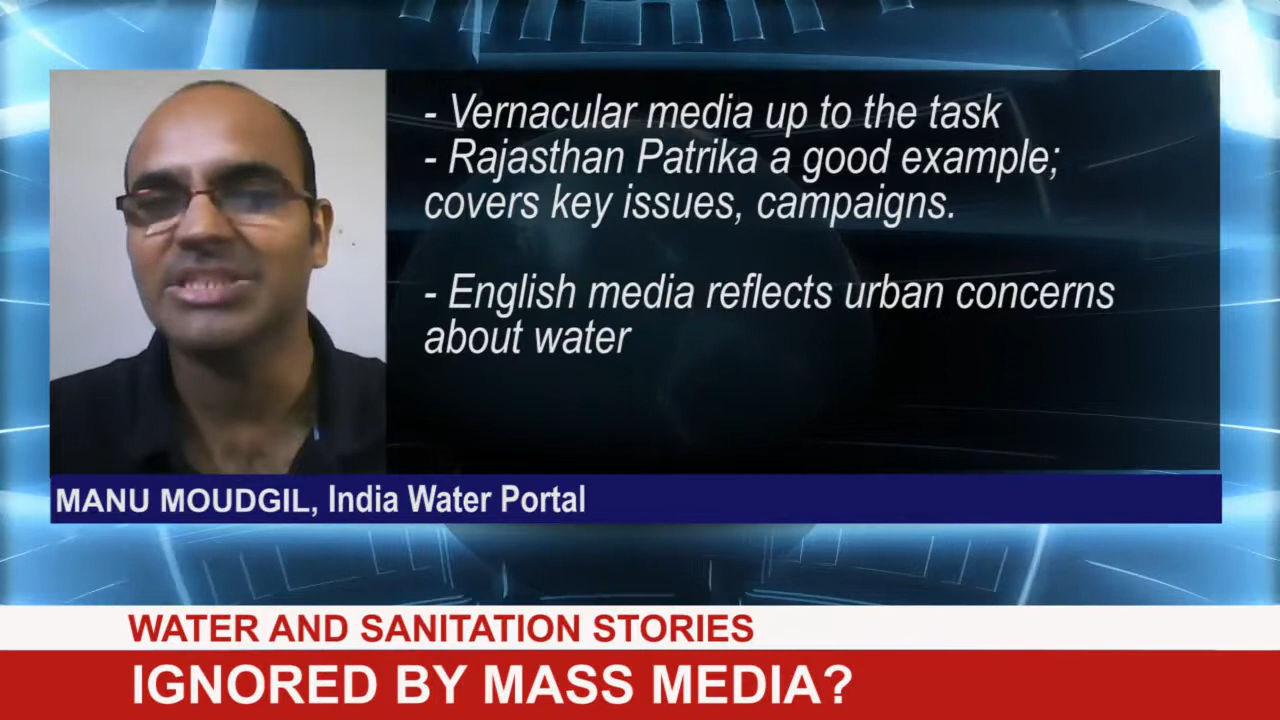 - Vernacular media up to the task
- Rajasthan Patrika a good example;
covers key issues, campaigns.
- English media reflects urban concerns
about water
MANU MOUDGIL, India Water Portal
WATER AND SANITATION STORIES
IGNORED BY MASS MEDIA?